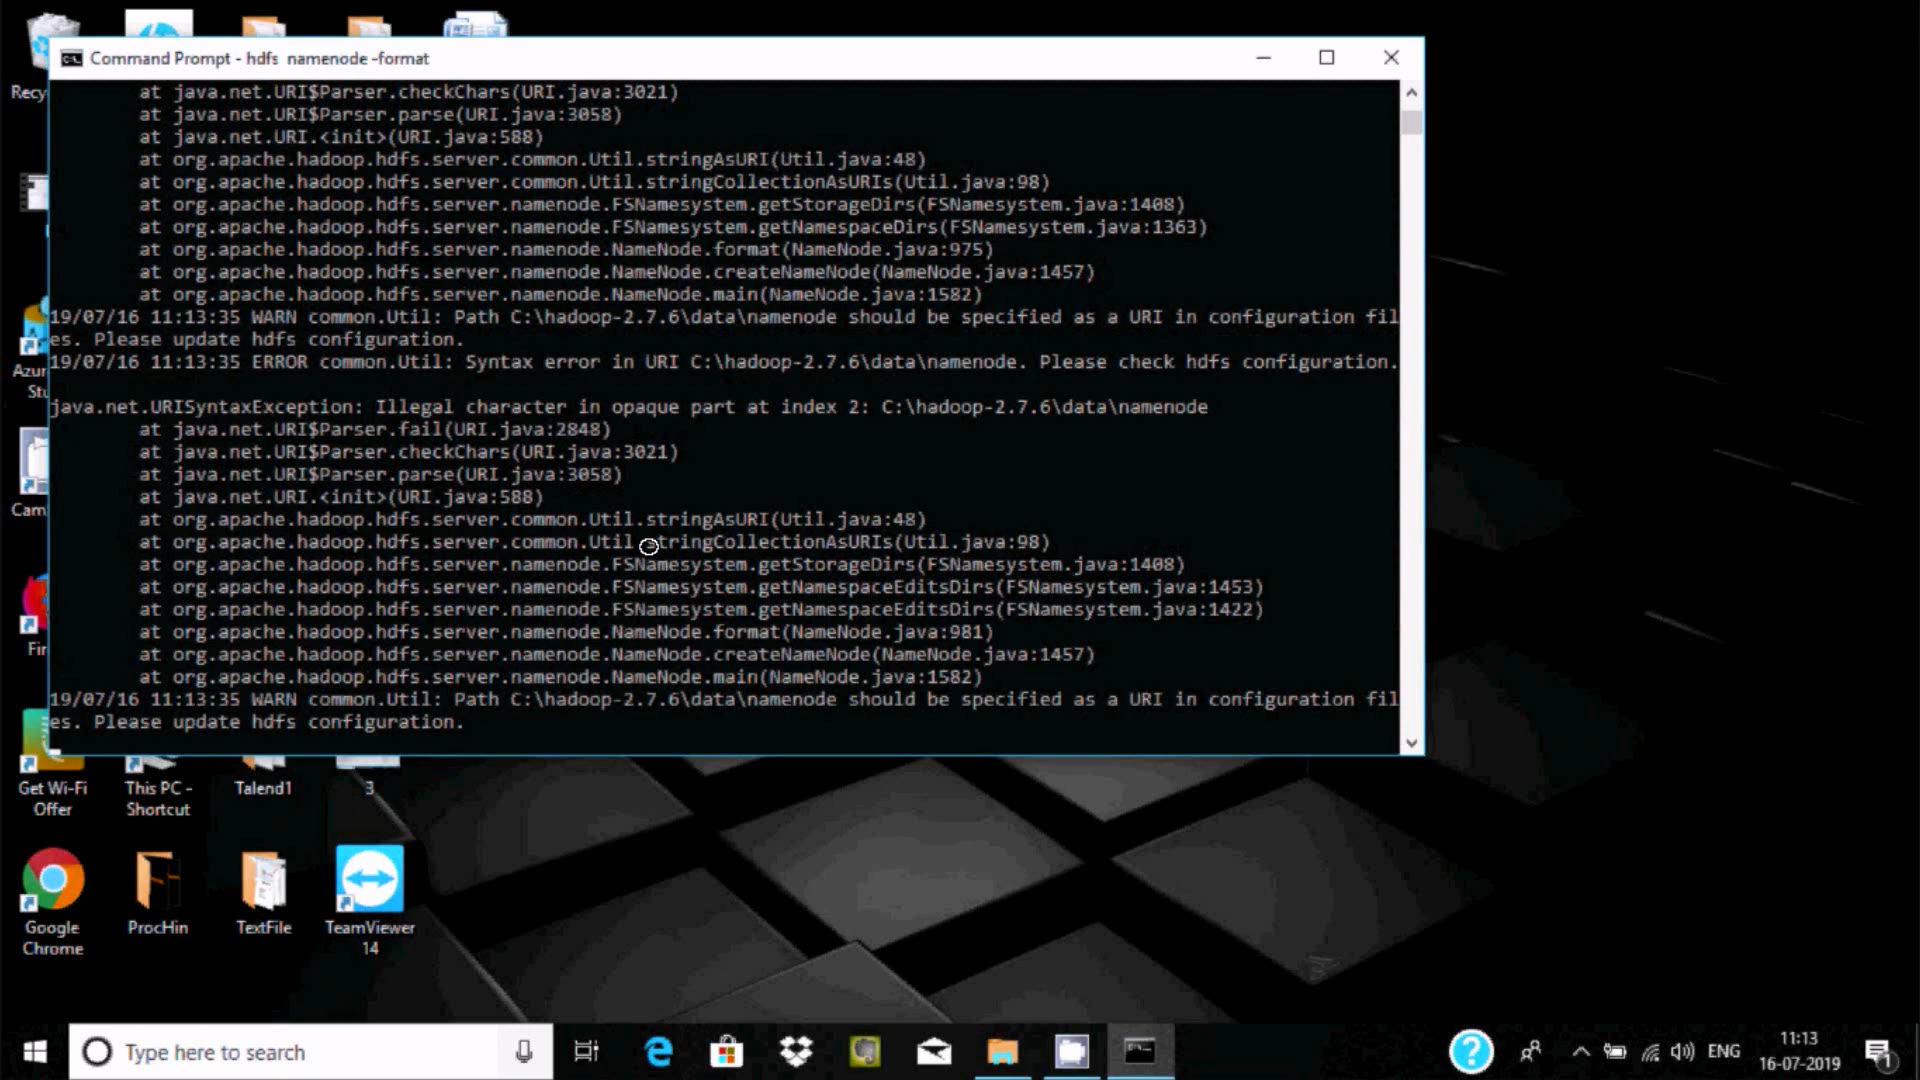 Command Prompt - hdfs  namenode -format
at java.net.URI$Parser.checkChars(URI.java:3021)
at java.net.URI$Parser.parse(URI.java:3058)
at java.net.URI.<init>(URI.java:588)
at org.apache.hadoop.hdfs.server.common.Util.stringAsURI(Util.java:48)
at org.apache.hadoop.hdfs.server.common.Util.stringCollectionAsURIs(Util.java:98)
at org.apache.hadoop.hdfs.server.namenode.FSNamesystem.getStorageDirs(FSNamesystem.java:1408)
at org.apache.hadoop.hdfs.server.namenode.FSNamesystem.getNamespaceDirs(FSNamesystem.java:1363)
at org.apache.hadoop.hdfs.server.namenode.NameNode.format(NameNode.java:975)
at org.apache.hadoop.hdfs.server.namenode.NameNode.createNameNode(NameNode.java:1457)
at org.apache.hadoop.hdfs.server.namenode.NameNode.main(NameNode.java:1582)
19/07/16 11:13:35 WARN common.Util: Path C:\hadoop-2.7.6\data\namenode should be specified as a URI in configuration fil
es. Please update hdfs configuration.
19/07/16 11:13:35 ERROR common.Util: Syntax error in URI C:\hadoop-2.7.6\data\namenode. Please check hdfs configuration.
java.net.URISyntaxException: Illegal character in opaque part at index 2: C:\hadoop-2.7.6\data\namenode
at java.net.URI$Parser.fail(URI.java:2848)
at java.net.URI$Parser.checkChars(URI.java:3021)
at java.net.URI$Parser.parse(URI.java:3058)
at java.net.URI.<init>(URI.java:588)
at org.apache.hadoop.hdfs.server.common.Util.stringAsURI(Util.java:48)
at org.apache.hadoop.hdfs.server.common.Util.stringCollectionAsURIs(Util.java:98)
at org.apache.hadoop.hdfs.server.namenode.FSNamesystem.getStorageDirs(FSNamesystem.java:1408)
at org.apache.hadoop.hdfs.server.namenode.FSNamesystem.getNamespaceEditsDirs(FSNamesystem.java:1453)
at org.apache.hadoop.hdfs.server.namenode.FSNamesystem.getNamespaceEditsDirs(FSNamesystem.java:1422)
at org.apache.hadoop.hdfs.server.namenode.NameNode.format(NameNode.java:981)
at org.apache.hadoop.hdfs.server.namenode.NameNode.createNameNode(NameNode.java:1457)
at org.apache.hadoop.hdfs.server.namenode.NameNode.main(NameNode.java:1582)
19/07/16 11:13:35 WARN common.Util: Path C:\hadoop-2.7.6\data\namenode should be specified as a URI in configuration fil
es. Please update hdfs configuration.
Recy
Azur
Stu
Cam
Fir
Get Wi-Fi
Offer
This PC -
Shortcut
Talend1
3
Google
Chrome
ProcHin
TextFile
TeamViewer
14
Type here to search
ENG
11:13
16-07-2019
1